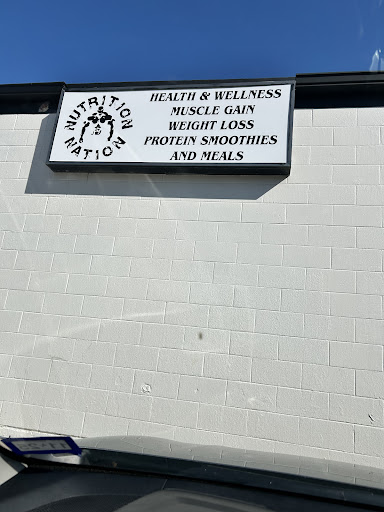 NUTRITION
NATION
HEALTH & WELLNESS
MUSCLE GAIN
WEIGHT LOSS
PROTEIN SMOOTHIES
AND MEALS